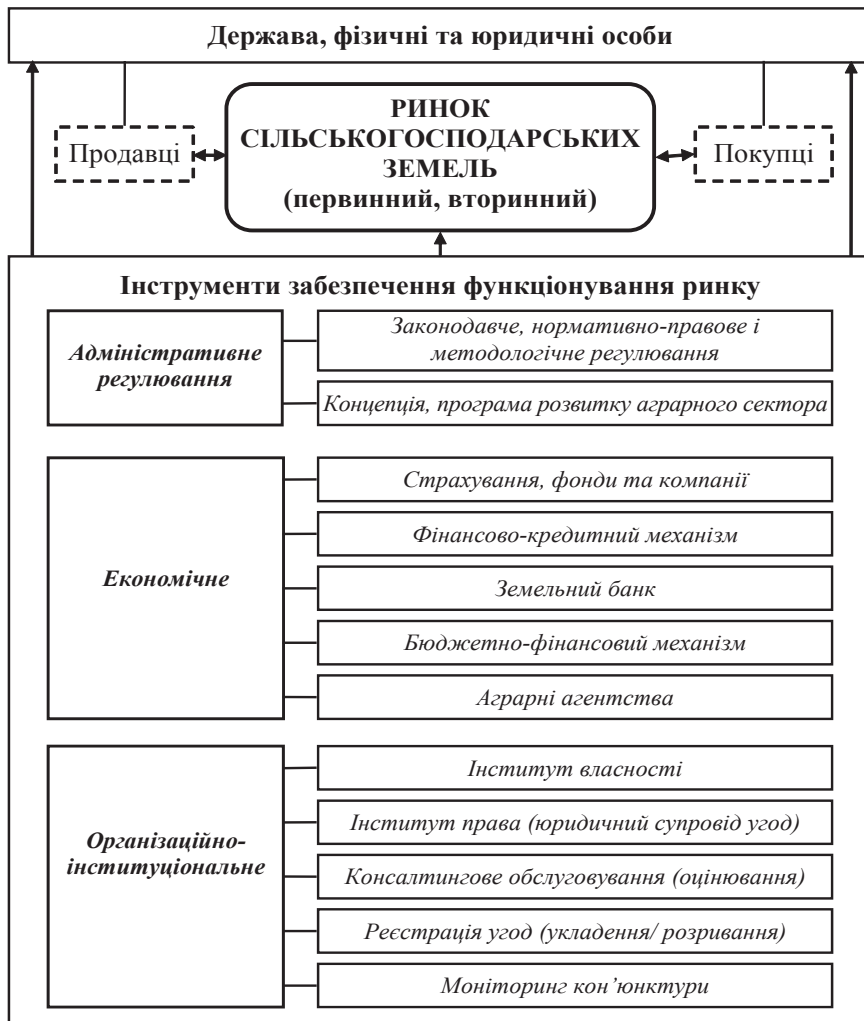 Держава, фізичні та юридичні особи
РИНОК
СІЛЬСЬКОГОСПОДАРСЬКИХ
ЗЕМЕЛЬ
(первинний, вторинний)
Продавці
Покупці
Інструменти забезпечення функціонування ринку
Адміністративне
регулювання
Законодавче, нормативно-правове і
методологічне регулювання
Концепція, програма розвитку аграрного сектора
Економічне
Страхування, фонди та компанії
Фінансово-кредитний механізм
Земельний банк
Бюджетно-фінансовий механізм
Аграрні агентства
Організаційно-
інституціональне
Інститут власності
Інститут права (юридичний супровід угод)
Консалтингове обслуговування (оцінювання)
Реєстрація угод (укладення/ розривання)
Моніторинг кон’юнктури